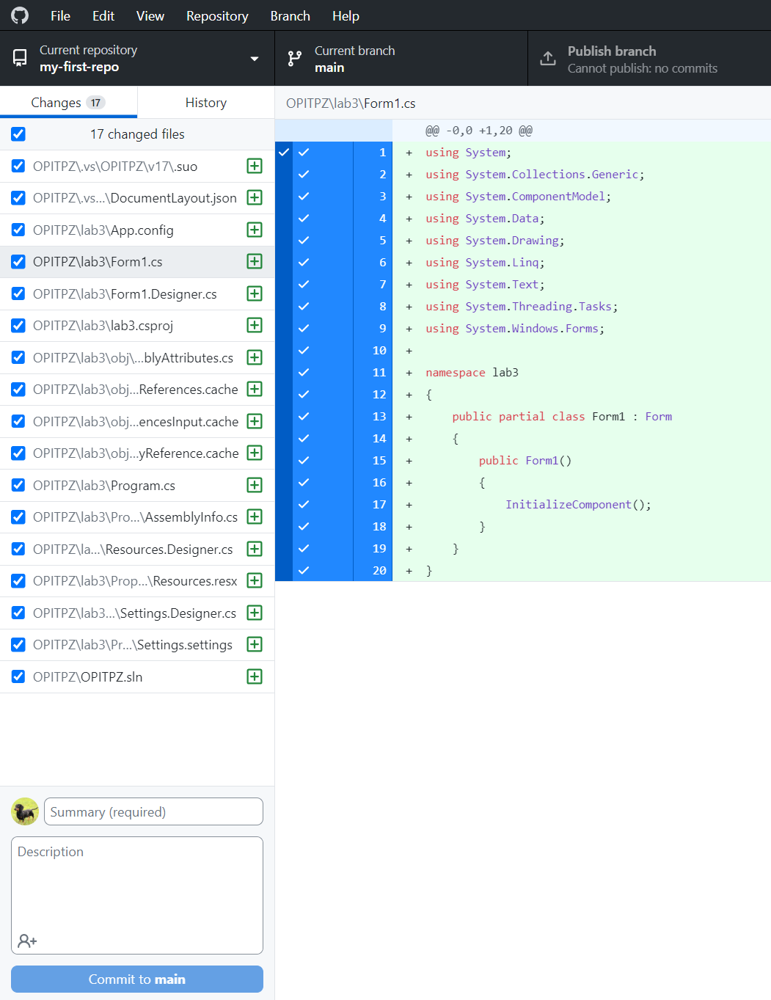 File Edit View Repository Branch Help
Current repository
my-first-repo
Current branch
main
Publish branch
Cannot publish: no commits
Changes 17
History
OPITPZ\lab3\Form1.cs
17 changed files
OPITPZ\.vs\OPITPZ\v17\.suo
OPITPZ\.vs...\DocumentLayout.json
OPITPZ\lab3\App.config
OPITPZ\lab3\Form1.cs
OPITPZ\lab3\Form1.Designer.cs
OPITPZ\lab3\lab3.csproj
OPITPZ\lab3\obj\...blyAttributes.cs
OPITPZ\lab3\obj...References.cache
OPITPZ\lab3\obj...encesInput.cache
OPITPZ\lab3\obj...yReference.cache
OPITPZ\lab3\Program.cs
OPITPZ\lab3\Pro...\AssemblyInfo.cs
OPITPZ\la...\Resources.Designer.cs
OPITPZ\lab3\Prop...\Resources.resx
OPITPZ\lab3...\Settings.Designer.cs
OPITPZ\lab3\Pr...\Settings.settings
OPITPZ\OPITPZ.sln
Summary (required)
Description
Commit to main
@@ -0,0 +1,20 @@
1 + using System;
2 + using System.Collections.Generic;
3 + using System.ComponentModel;
4 + using System.Data;
5 + using System.Drawing;
6 + using System.Linq;
7 + using System.Text;
8 + using System.Threading.Tasks;
9 + using System.Windows.Forms;
10 +
11 + namespace lab3
12 + {
13 + public partial class Form1 : Form
14 + {
15 + public Form1()
16 + {
17 + InitializeComponent();
18 + }
19 + }
20 + }